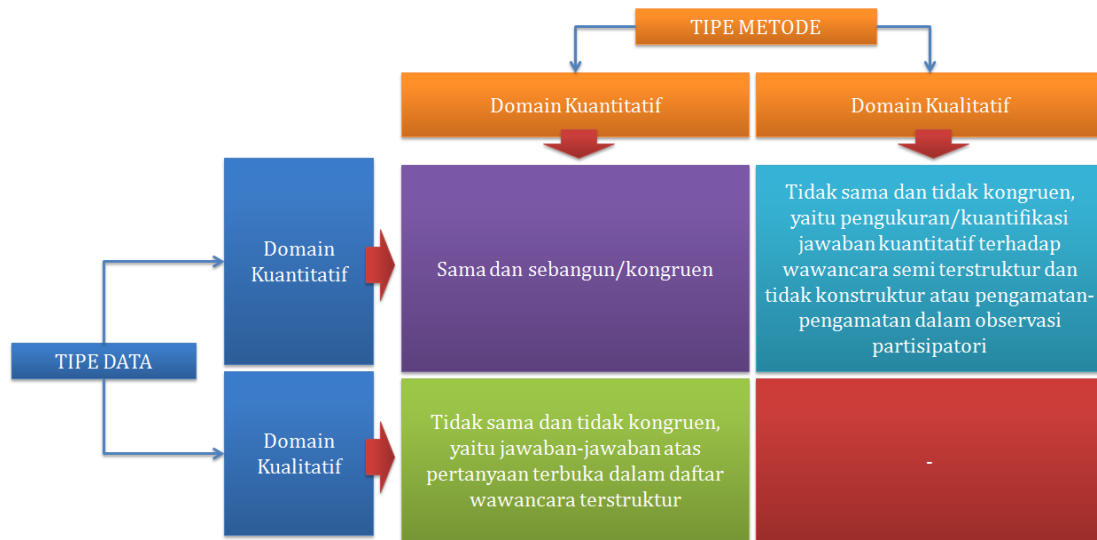 TIPE METODE
Domain Kuantitatif
Domain Kualitatif
TIPE DATA
Domain
Kuantitatif
Sama dan sebangun/kongruen
Tidak sama dan tidak kongruen,
yaitu pengukuran/kuantifikasi
jawaban kuantitatif terhadap
wawancara semi terstruktur dan
tidak konstruktur atau pengamatan-
pengamatan dalam observasi
partisipatori
Domain
Kualitatif
Tidak sama dan tidak kongruen,
yaitu jawaban-jawaban atas
pertanyaan terbuka dalam daftar
wawancara terstruktur
-